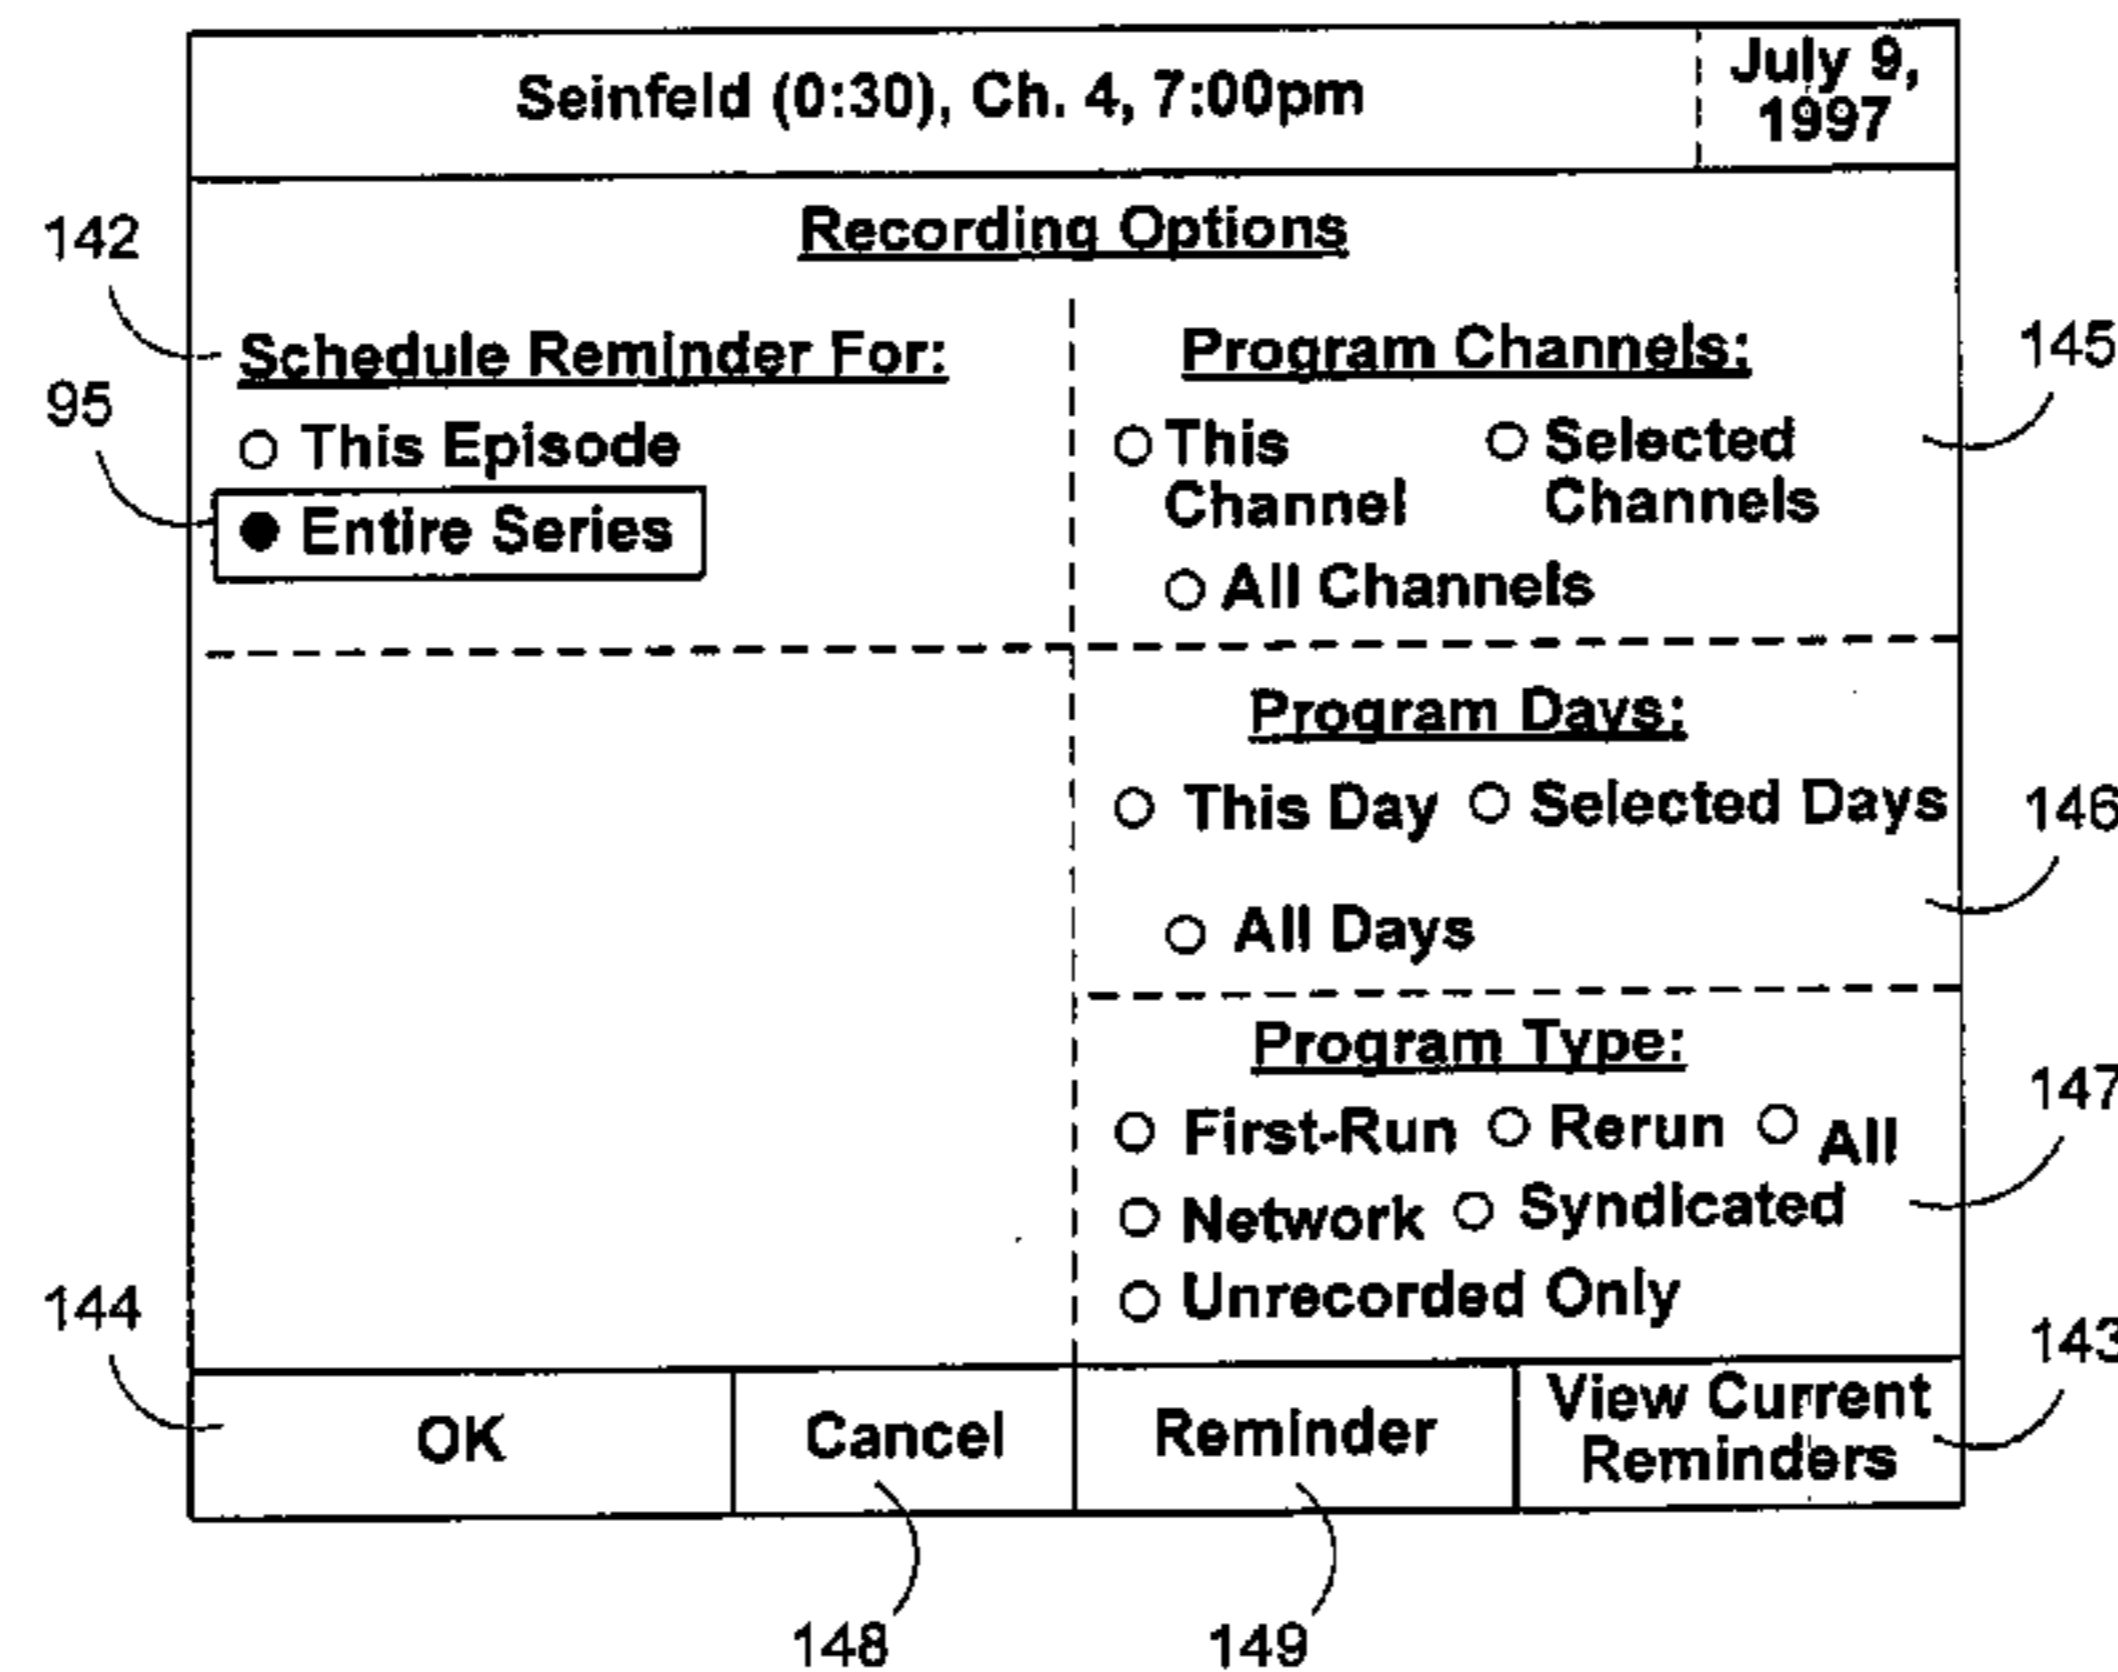 Seinfeld (0:30), Ch. 4, 7:00pm
July 9,
1997
Recording Options
142
Schedule Reminder For:
95
This Episode
Entire Series
Program Channels:
145
This
Channel
Selected
Channels
All Channels
Program Days:
This Day
Selected Days
146
All Days
Program Type:
147
First-Run
Rerun
All
Network
Syndicated
Unrecorded Only
144
143
OK
Cancel
Reminder
View Current
Reminders
148
149